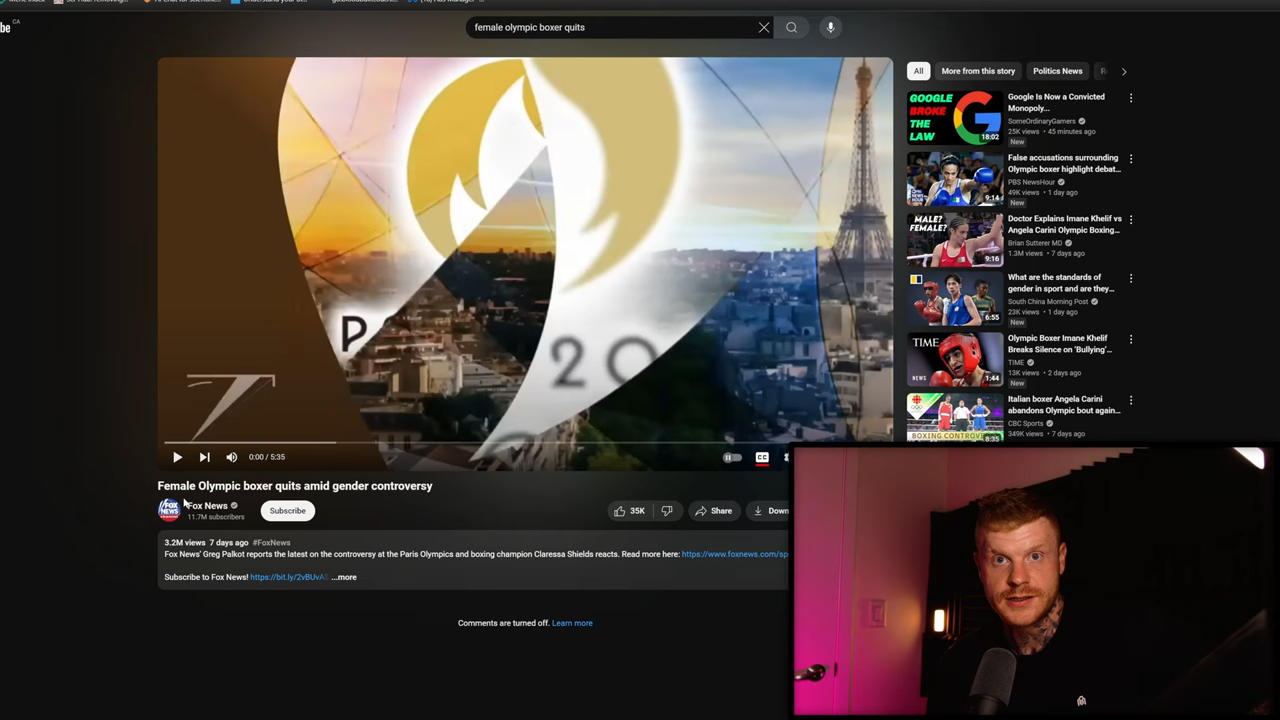 CA
female olympic boxer quits
All
More from this story
Politics News
GOOGLE
BROKE
THE
LAW
18:02
Google Is Now a Convicted
Monopoly...
SomeOrdinaryGamers
25K views • 45 minutes ago
New
9:14
False accusations surrounding
Olympic boxer highlight debat...
PBS NewsHour
49K views • 1 day ago
New
MALE?
FEMALE?
9:16
Doctor Explains Imane Khelif vs
Angela Carini Olympic Boxing...
Brian Sutterer MD
1.3M views • 7 days ago
6:55
What are the standards of
gender in sport and are they...
South China Morning Post
23K views • 1 day ago
New
TIME
NEWS
1:44
Olympic Boxer Imane Khelif
Breaks Silence on 'Bullying'...
TIME
13K views • 2 days ago
New
BOXING CONTROV
8:35
Italian boxer Angela Carini
abandons Olympic bout again...
CBC Sports
349K views • 7 days ago
P
20
0:00 / 5:35
CC
Female Olympic boxer quits amid gender controversy
FOX
NEWS
Fox News
11.7M subscribers
Subscribe
35K
Share
Down
3.2M views 7 days ago #FoxNews
Fox News' Greg Palkot reports the latest on the controversy at the Paris Olympics and boxing champion Claressa Shields reacts. Read more here: https://www.foxnews.com/sp
Subscribe to Fox News! https://bit.ly/2vBUvA ...more
Comments are turned off. Learn more